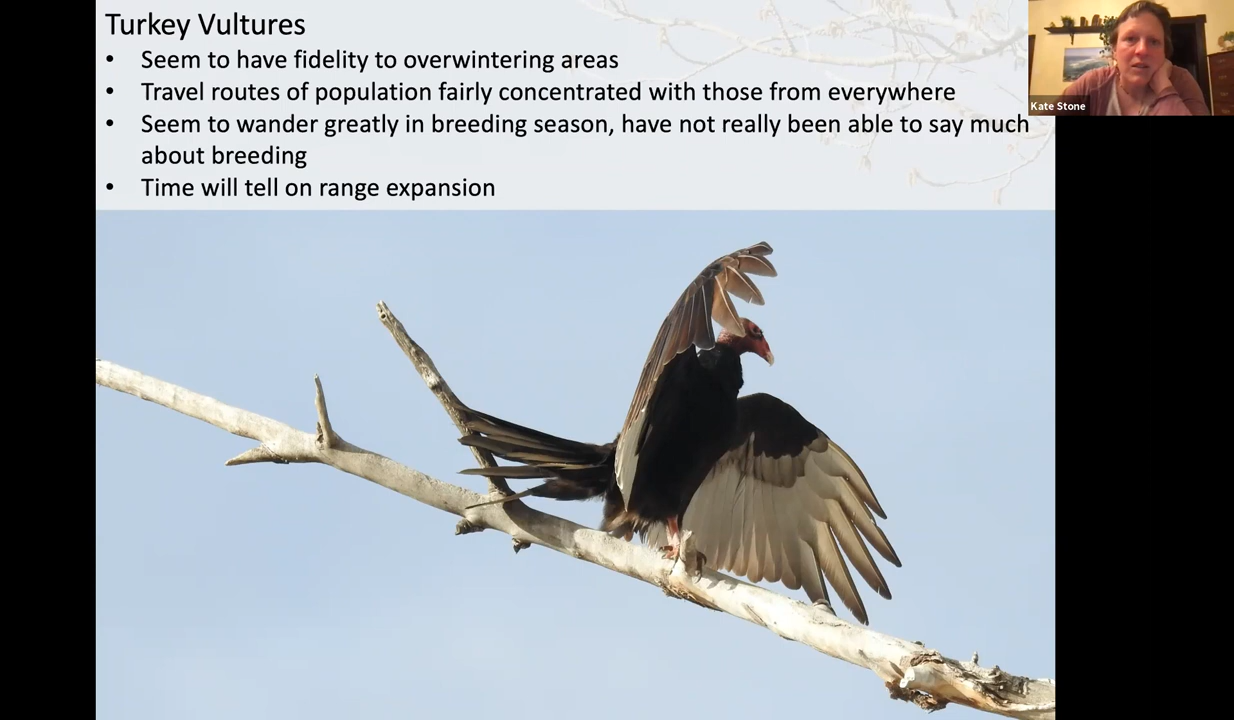 Turkey Vultures
• Seem to have fidelity to overwintering areas
• Travel routes of population fairly concentrated with those from everywhere
• Seem to wander greatly in breeding season, have not really been able to say much
about breeding
• Time will tell on range expansion
Kate Stone